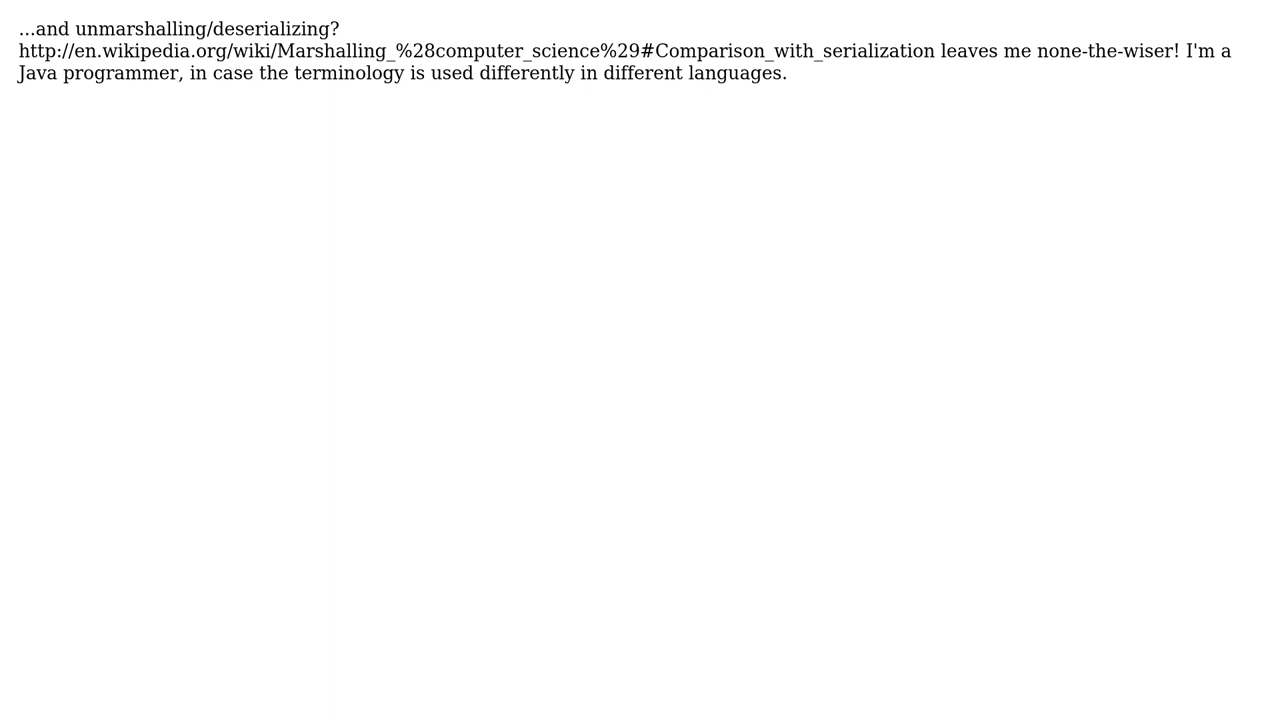 ...and unmarshalling/deserializing?
http://en.wikipedia.org/wiki/Marshalling_%28computer_science%29#Comparison_with_serialization leaves me none-the-wiser! I'm a
Java programmer, in case the terminology is used differently in different languages.